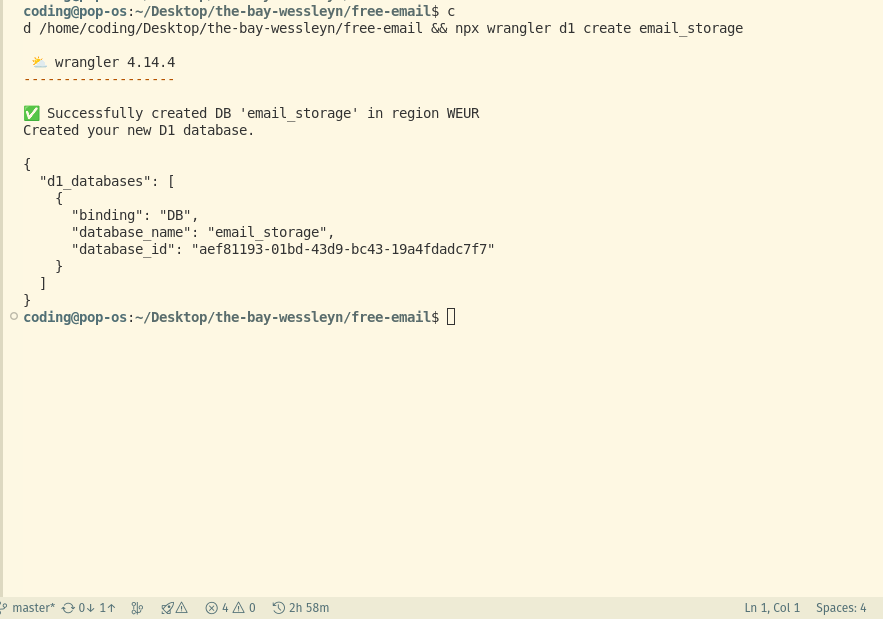 coding@pop-os:~/Desktop/the-bay-wessleyn/free-email$ c
d /home/coding/Desktop/the-bay-wessleyn/free-email && npx wrangler d1 create email_storage
⛅ wrangler 4.14.4
-------------------
✅ Successfully created DB 'email_storage' in region WEUR
Created your new D1 database.
{
  "d1_databases": [
    {
      "binding": "DB",
      "database_name": "email_storage",
      "database_id": "aef81193-01bd-43d9-bc43-19a4fdadc7f7"
    }
  ]
}
coding@pop-os:~/Desktop/the-bay-wessleyn/free-email$
master* 0↓ 1↑ 4 0 2h 58m Ln 1, Col 1 Spaces: 4